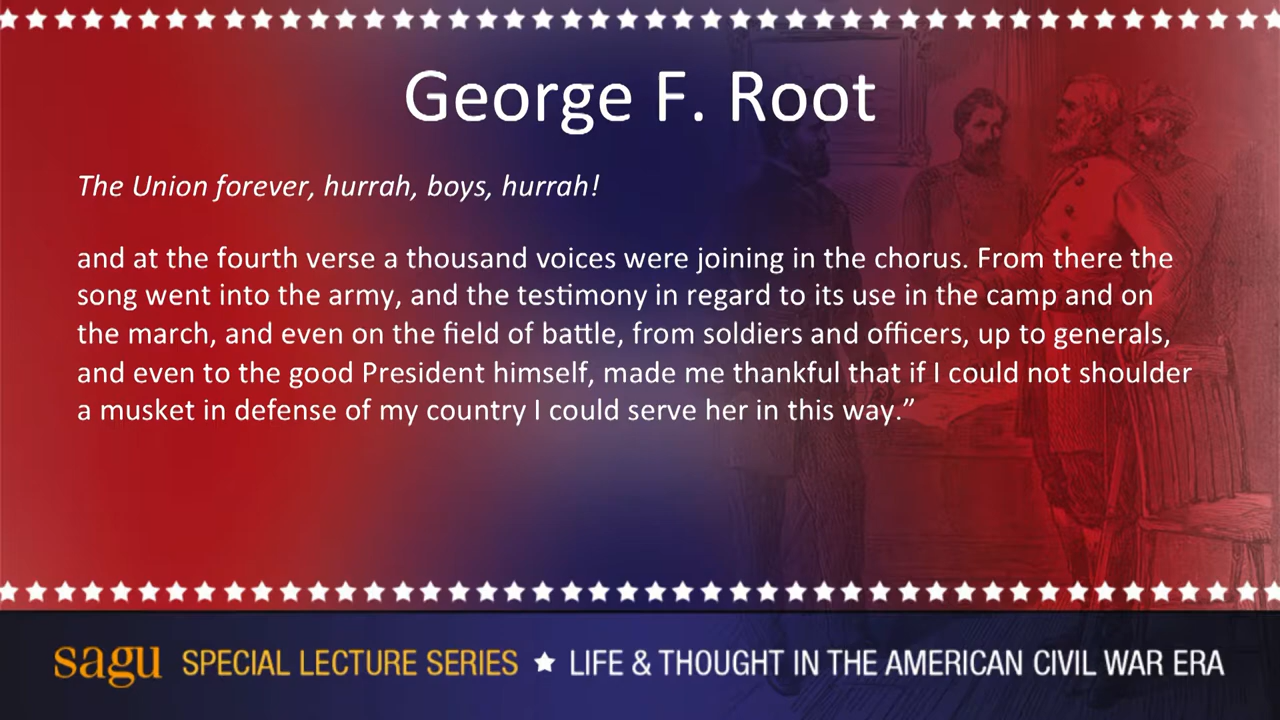 George F. Root
The Union forever, hurrah, boys, hurrah!
and at the fourth verse a thousand voices were joining in the chorus. From there the
song went into the army, and the testimony in regard to its use in the camp and on
the march, and even on the field of battle, from soldiers and officers, up to generals,
and even to the good President himself, made me thankful that if I could not shoulder
a musket in defense of my country I could serve her in this way.”
sagu SPECIAL LECTURE SERIES ★ LIFE & THOUGHT IN THE AMERICAN CIVIL WAR ERA